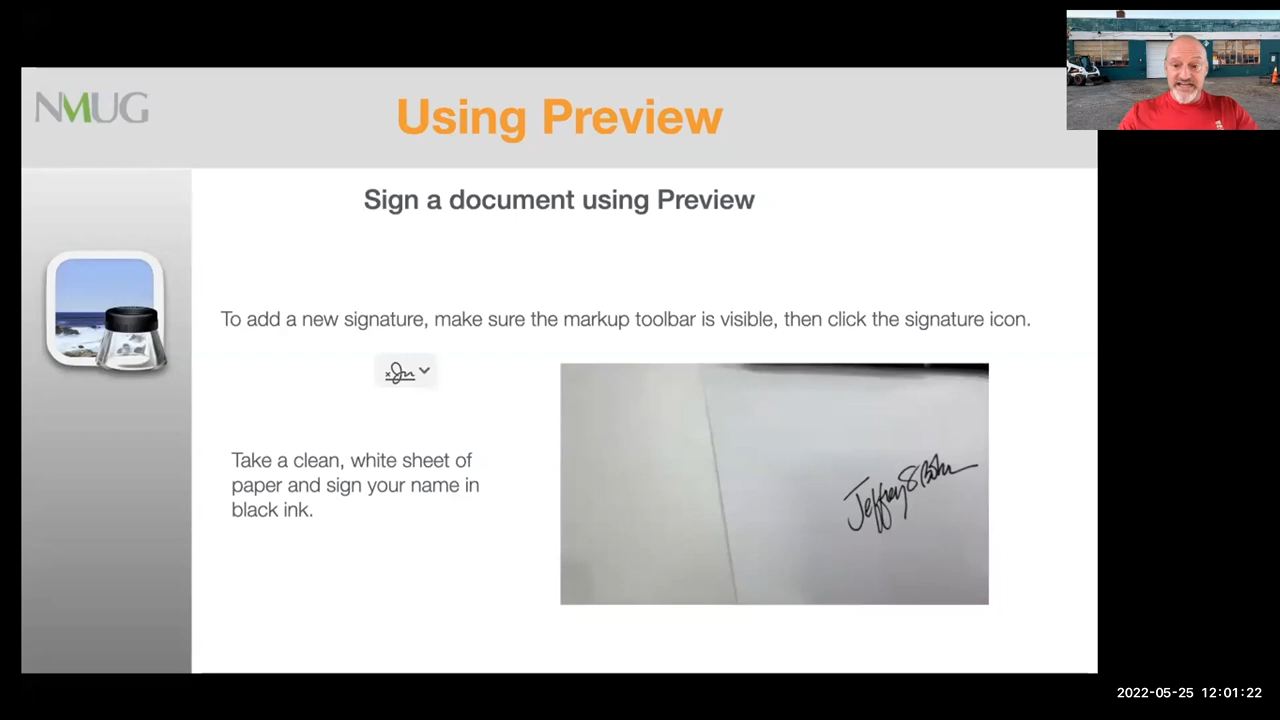 NMUG
Using Preview
Sign a document using Preview
To add a new signature, make sure the markup toolbar is visible, then click the signature icon.
Take a clean, white sheet of
paper and sign your name in
black ink.
2022-05-25 12:01:22